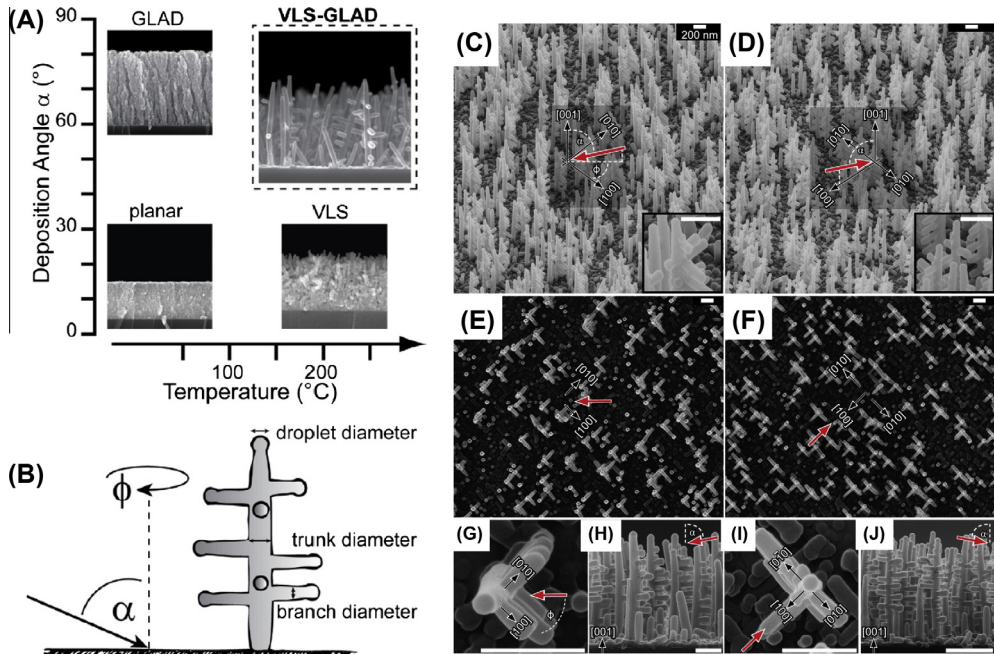 (A)
GLAD
VLS-GLAD
90
60
30
0
Deposition Angle α (°)
planar
VLS
100
200
Temperature (°C)
(B)
ϕ
α
droplet diameter
trunk diameter
branch diameter
(C)
200 nm
[001]
[010]
α
ϕ
[100]
(D)
[001]
[0-10]
α
[100]
[010]
(E)
[010]
[100]
(F)
[010]
[100]
[010]
(G)
[010]
[100]
ϕ
(H)
α
[001]
(I)
[010]
[100]
[010]
(J)
α
[001]